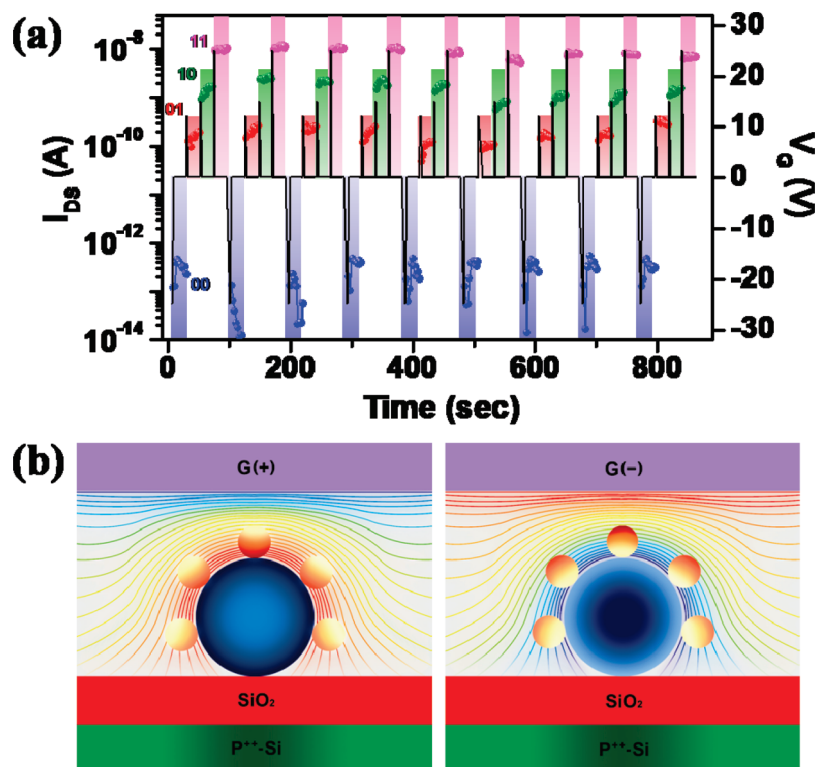 (a)
I_DS (A)
10⁻⁸
10⁻¹⁰
10⁻¹²
10⁻¹⁴
11
10
01
00
30
20
10
0
-10
-20
-30
V_G (V)
0 200 400 600 800
Time (sec)
(b)
G(+) G(−)
SiO₂ SiO₂
P⁺⁺-Si P⁺⁺-Si